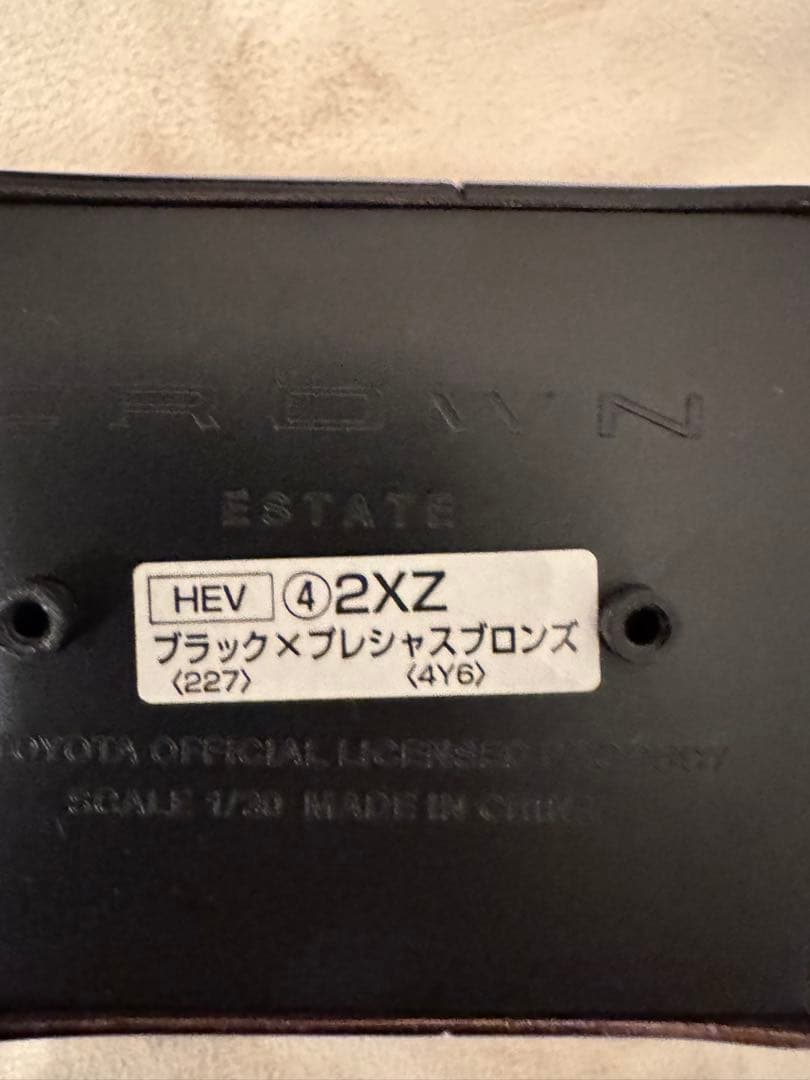 CROWN
ESTATE
HEV ④2XZ
ブラック×プレシャスブロンズ
〈227〉 〈4Y6〉
TOYOTA OFFICIAL LICENSED PRODUCT
SCALE 1/30 MADE IN CHINA